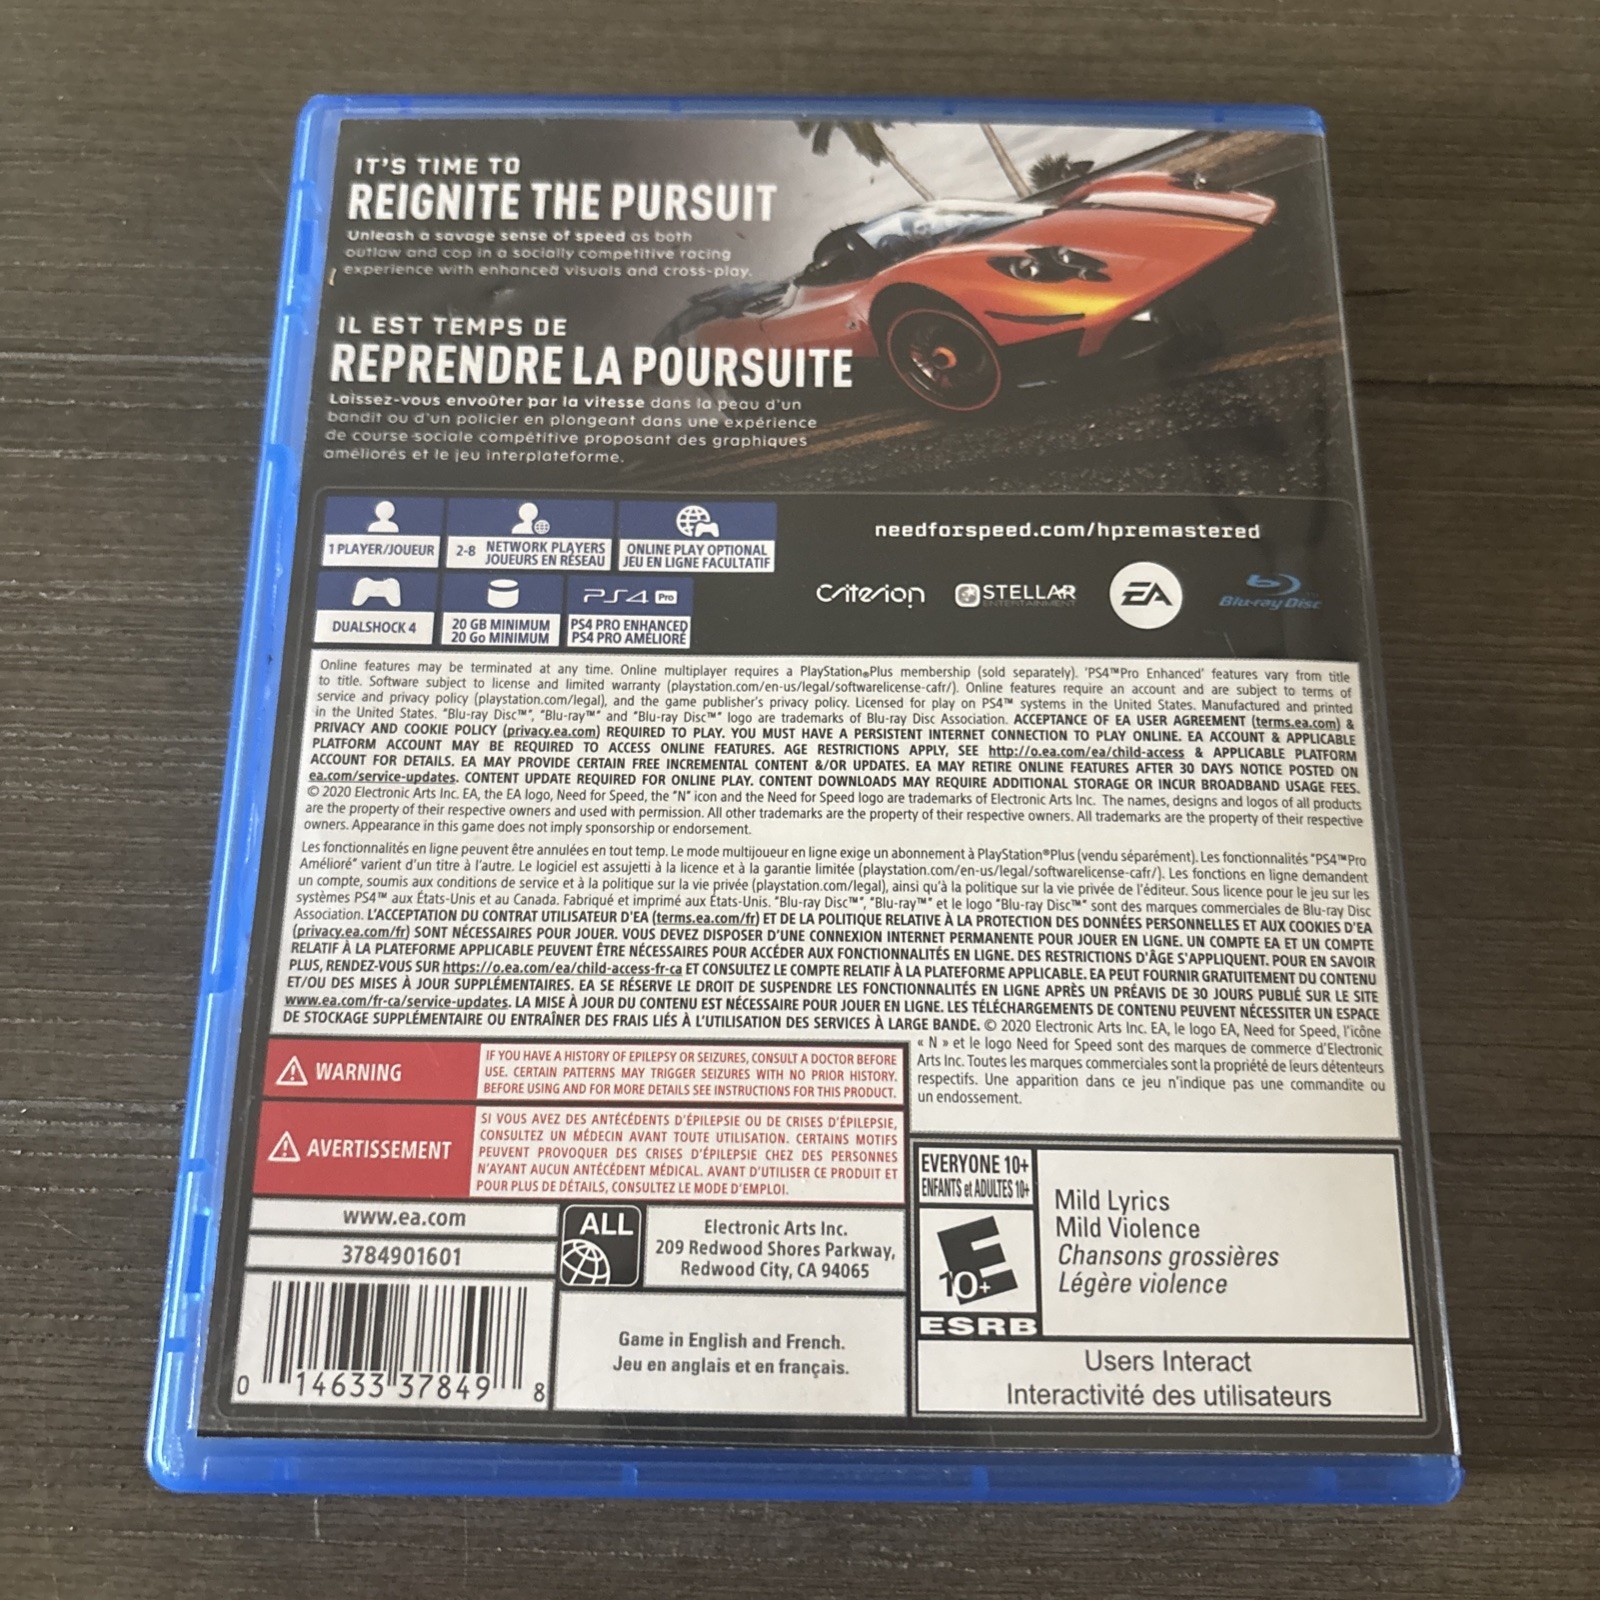 IT'S TIME TO
REIGNITE THE PURSUIT
Unleash a savage sense of speed as both
outlaw and cop in a socially competitive racing
experience with enhanced visuals and cross-play.
IL EST TEMPS DE
REPRENDRE LA POURSUITE
Laissez-vous envoûter par la vitesse dans la peau d'un
bandit ou d'un policier en plongeant dans une expérience
de course sociale compétitive proposant des graphiques
améliorés et le jeu interplateforme.
1 PLAYER/JOUEUR
2-8 NETWORK PLAYERS
JOUEURS EN RÉSEAU
ONLINE PLAY OPTIONAL
JEU EN LIGNE FACULTATIF
needforspeed.com/hpremastered
DUALSHOCK 4
20 GB MINIMUM
20 Go MINIMUM
PS4 Pro
PS4 PRO ENHANCED
PS4 PRO AMÉLIORÉ
Criterion
STELLAR
ENTERTAINMENT
EA
Blu-ray Disc
Online features may be terminated at any time. Online multiplayer requires a PlayStation®Plus membership (sold separately). 'PS4™Pro Enhanced' features vary from title
to title. Software subject to license and limited warranty (playstation.com/en-us/legal/softwarelicense-cafr/). Online features require an account and are subject to terms of
service and privacy policy (playstation.com/legal), and the game publisher's privacy policy. Licensed for play on PS4™ systems in the United States. Manufactured and printed
in the United States. "Blu-ray Disc™", "Blu-ray™" and "Blu-ray Disc™" logo are trademarks of Blu-ray Disc Association. ACCEPTANCE OF EA USER AGREEMENT (terms.ea.com) &
PRIVACY AND COOKIE POLICY (privacy.ea.com) REQUIRED TO PLAY. YOU MUST HAVE A PERSISTENT INTERNET CONNECTION TO PLAY ONLINE. EA ACCOUNT & APPLICABLE
PLATFORM ACCOUNT MAY BE REQUIRED TO ACCESS ONLINE FEATURES. AGE RESTRICTIONS APPLY, SEE http://o.ea.com/ea/child-access & APPLICABLE PLATFORM
ACCOUNT FOR DETAILS. EA MAY PROVIDE CERTAIN FREE INCREMENTAL CONTENT &/OR UPDATES. EA MAY RETIRE ONLINE FEATURES AFTER 30 DAYS NOTICE POSTED ON
ea.com/service-updates. CONTENT UPDATE REQUIRED FOR ONLINE PLAY. CONTENT DOWNLOADS MAY REQUIRE ADDITIONAL STORAGE OR INCUR BROADBAND USAGE FEES.
© 2020 Electronic Arts Inc. EA, the EA logo, Need for Speed, the "N" icon and the Need for Speed logo are trademarks of Electronic Arts Inc. The names, designs and logos of all products
are the property of their respective owners and used with permission. All other trademarks are the property of their respective owners. All trademarks are the property of their respective
owners. Appearance in this game does not imply sponsorship or endorsement.
Les fonctionnalités en ligne peuvent être annulées en tout temp. Le mode multijoueur en ligne exige un abonnement à PlayStation®Plus (vendu séparément). Les fonctionnalités "PS4™Pro
Amélioré" varient d'un titre à l'autre. Le logiciel est assujetti à la licence et à la garantie limitée (playstation.com/en-us/legal/softwarelicense-cafr/). Les fonctions en ligne demandent
un compte, soumis aux conditions de service et à la politique sur la vie privée (playstation.com/legal), ainsi qu'à la politique sur la vie privée de l'éditeur. Sous licence pour le jeu sur les
systèmes PS4™ aux États-Unis et au Canada. Fabriqué et imprimé aux États-Unis. "Blu-ray Disc™", "Blu-ray™" et le logo "Blu-ray Disc™" sont des marques commerciales de Blu-ray Disc
Association. L'ACCEPTATION DU CONTRAT UTILISATEUR D'EA (terms.ea.com/fr) ET DE LA POLITIQUE RELATIVE À LA PROTECTION DES DONNÉES PERSONNELLES ET AUX COOKIES D'EA
(privacy.ea.com/fr) SONT NÉCESSAIRES POUR JOUER. VOUS DEVEZ DISPOSER D'UNE CONNEXION INTERNET PERMANENTE POUR JOUER EN LIGNE. UN COMPTE EA ET UN COMPTE
RELATIF À LA PLATEFORME APPLICABLE PEUVENT ÊTRE NÉCESSAIRES POUR ACCÉDER AUX FONCTIONNALITÉS EN LIGNE. DES RESTRICTIONS D'ÂGE S'APPLIQUENT. POUR EN SAVOIR
PLUS, RENDEZ-VOUS SUR https://o.ea.com/ea/child-access-fr-ca ET CONSULTEZ LE COMPTE RELATIF À LA PLATEFORME APPLICABLE. EA PEUT FOURNIR GRATUITEMENT DU CONTENU
ET/OU DES MISES À JOUR SUPPLÉMENTAIRES. EA SE RÉSERVE LE DROIT DE SUSPENDRE LES FONCTIONNALITÉS EN LIGNE APRÈS UN PRÉAVIS DE 30 JOURS PUBLIÉ SUR LE SITE
www.ea.com/fr-ca/service-updates. LA MISE À JOUR DU CONTENU EST NÉCESSAIRE POUR JOUER EN LIGNE. LES TÉLÉCHARGEMENTS DE CONTENU PEUVENT NÉCESSITER UN ESPACE
DE STOCKAGE SUPPLÉMENTAIRE OU ENTRAÎNER DES FRAIS LIÉS À L'UTILISATION DES SERVICES À LARGE BANDE. © 2020 Electronic Arts Inc. EA, le logo EA, Need for Speed, l'icône
« N » et le logo Need for Speed sont des marques de commerce d'Electronic
Arts Inc. Toutes les marques commerciales sont la propriété de leurs détenteurs
respectifs. Une apparition dans ce jeu n'indique pas une commandite ou
un endossement.
WARNING
IF YOU HAVE A HISTORY OF EPILEPSY OR SEIZURES, CONSULT A DOCTOR BEFORE
USE. CERTAIN PATTERNS MAY TRIGGER SEIZURES WITH NO PRIOR HISTORY.
BEFORE USING AND FOR MORE DETAILS SEE INSTRUCTIONS FOR THIS PRODUCT.
AVERTISSEMENT
SI VOUS AVEZ DES ANTÉCÉDENTS D'ÉPILEPSIE OU DE CRISES D'ÉPILEPSIE,
CONSULTEZ UN MÉDECIN AVANT TOUTE UTILISATION. CERTAINS MOTIFS
PEUVENT PROVOQUER DES CRISES D'ÉPILEPSIE CHEZ DES PERSONNES
N'AYANT AUCUN ANTÉCÉDENT MÉDICAL. AVANT D'UTILISER CE PRODUIT ET
POUR PLUS DE DÉTAILS, CONSULTEZ LE MODE D'EMPLOI.
www.ea.com
3784901601
0 14633 37849 8
ALL
Electronic Arts Inc.
209 Redwood Shores Parkway,
Redwood City, CA 94065
Game in English and French.
Jeu en anglais et en français.
EVERYONE 10+
ENFANTS et ADULTES 10+
E
10+
ESRB
Mild Lyrics
Mild Violence
Chansons grossières
Légère violence
Users Interact
Interactivité des utilisateurs